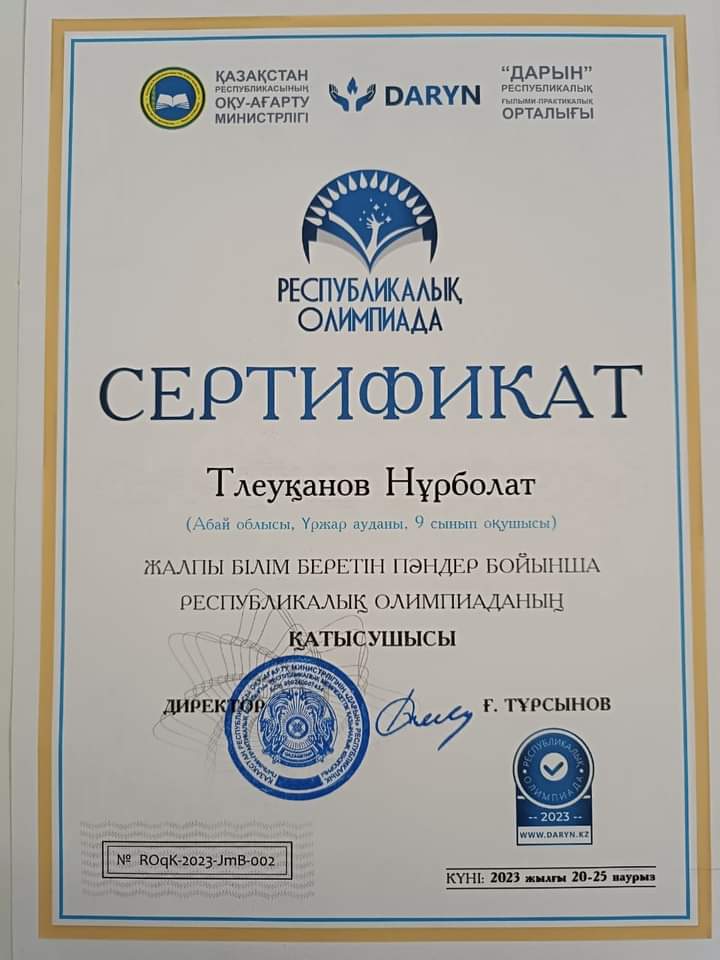 ҚАЗАҚСТАН
РЕСПУБЛИКАСЫНЫҢ
ОҚУ-АҒАРТУ
МИНИСТРЛІГІ
DARYN
“ДАРЫН”
РЕСПУБЛИКАЛЫҚ
ҒЫЛЫМИ-ПРАКТИКАЛЫҚ
ОРТАЛЫҒЫ
РЕСПУБЛИКАЛЫҚ
ОЛИМПИАДА
СЕРТИФИКАТ
Тлеуқанов Нұрболат
(Абай облысы, Үржар ауданы, 9 сынып оқушысы)
ЖАЛПЫ БІЛІМ БЕРЕТІН ПӘНДЕР БОЙЫНША
РЕСПУБЛИКАЛЫҚ ОЛИМПИАДАНЫҢ
ҚАТЫСУШЫСЫ
ДИРЕКТОР
Ғ. ТҰРСЫНОВ
РЕСПУБЛИКАЛЫҚ
ОЛИМПИАДА
-- 2023 --
WWW.DARYN.KZ
№ ROqK-2023-JmB-002
КҮНІ: 2023 жылғы 20-25 наурыз